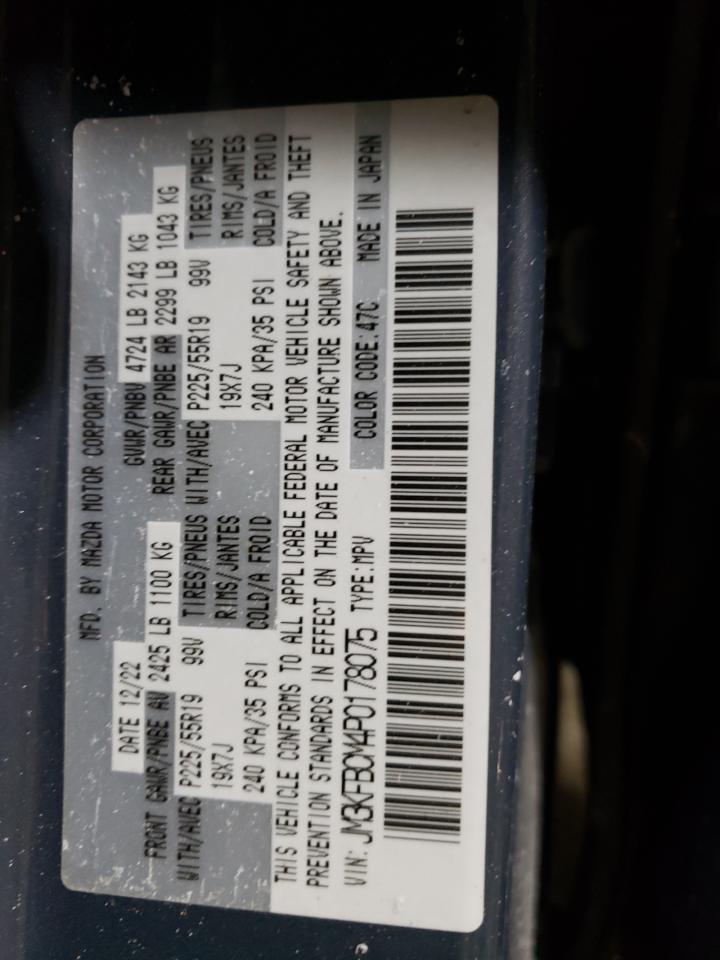 MFD. BY MAZDA MOTOR CORPORATION
DATE 12/22 GVWR/PNBV 4724 LB 2143 KG
FRONT GAWR/PNBE AV 2425 LB 1100 KG REAR GAWR/PNBE AR 2299 LB 1043 KG
WITH/AVEC P225/55R19 99V TIRES/PNEUS WITH/AVEC P225/55R19 99V TIRES/PNEUS
19X7J RIMS/JANTES 19X7J RIMS/JANTES
240 KPA/35 PSI COLD/A FROID 240 KPA/35 PSI COLD/A FROID
THIS VEHICLE CONFORMS TO ALL APPLICABLE FEDERAL MOTOR VEHICLE SAFETY AND THEFT
PREVENTION STANDARDS IN EFFECT ON THE DATE OF MANUFACTURE SHOWN ABOVE.
VIN: JM3KFBCM4P0178075 TYPE:MPV COLOR CODE:47C MADE IN JAPAN